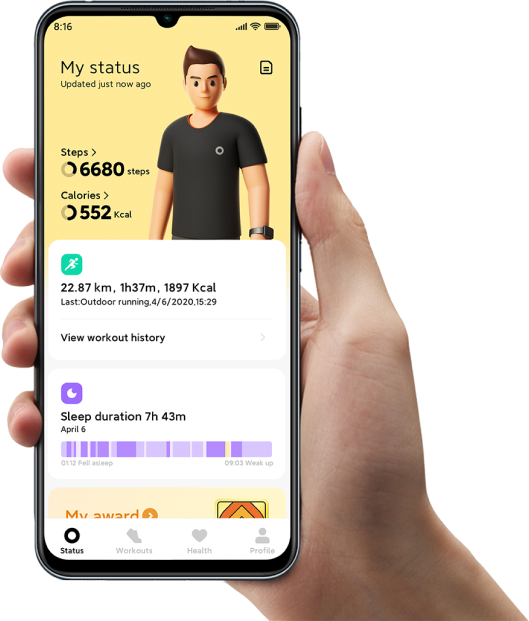 8:16
My status
Updated just now ago
Steps >
6680 steps
Calories >
552 Kcal
22.87 km, 1h37m, 1897 Kcal
Last:Outdoor running,4/6/2020,15:29
View workout history >
Sleep duration 7h 43m
April 6
01:12 Fell asleep 09:03 Weak up
My award >
Status Workouts Health Profile